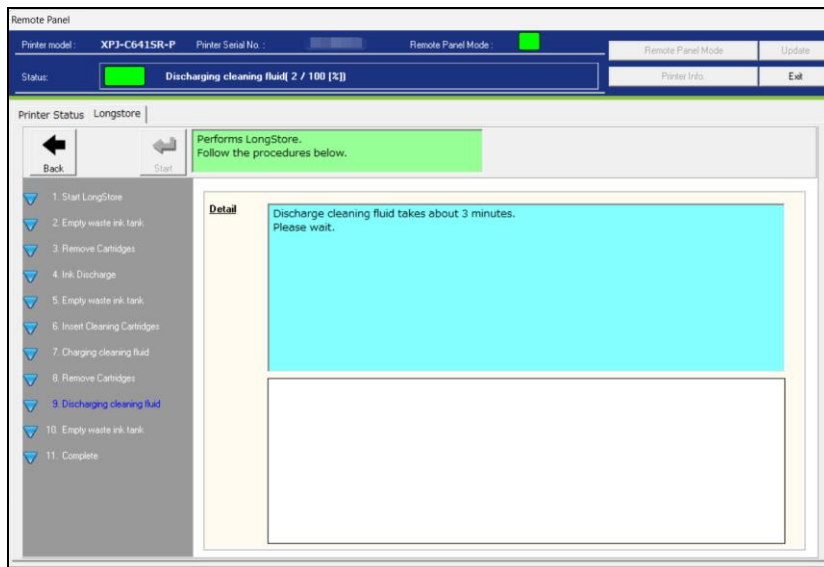 Remote Panel
Printer model : XPJ-C641SR-P Printer Serial No. : Remote Panel Mode :
Remote Panel Mode Update
Status: Discharging cleaning fluid[ 2 / 100 [%]]
Printer Info. Exit
Printer Status Longstore
Back Start
Performs LongStore.
Follow the procedures below.
1. Start LongStore
2. Empty waste ink tank
3. Remove Cartridges
4. Ink Discharge
5. Empty waste ink tank
6. Insert Cleaning Cartridges
7. Charging cleaning fluid
8. Remove Cartridges
9. Discharging cleaning fluid
10. Empty waste ink tank
11. Complete
Detail
Discharge cleaning fluid takes about 3 minutes.
Please wait.